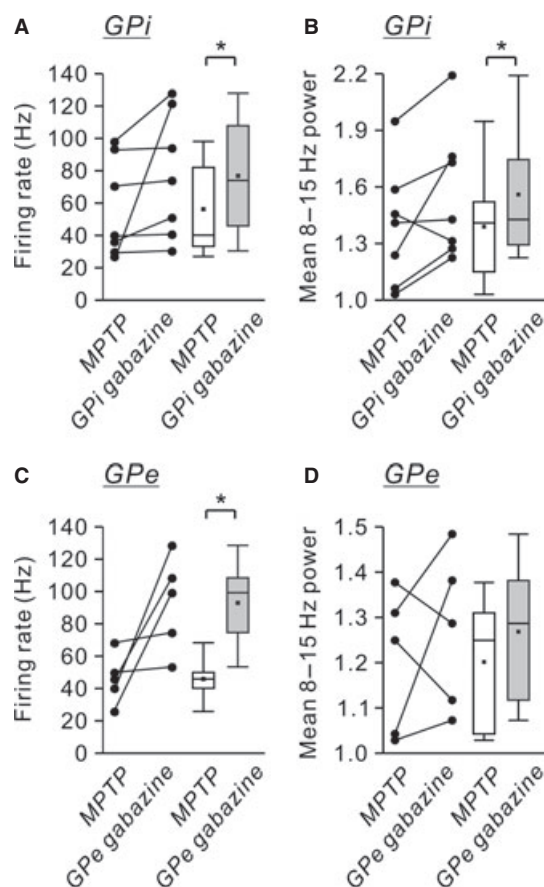 A
GPi
*
Firing rate (Hz)
140
120
100
80
60
40
20
0
MPTP
GPi gabazine
MPTP
GPi gabazine
B
GPi
*
Mean 8–15 Hz power
2.2
1.9
1.6
1.3
1.0
MPTP
GPi gabazine
MPTP
GPi gabazine
C
GPe
*
Firing rate (Hz)
140
120
100
80
60
40
20
0
MPTP
GPe gabazine
MPTP
GPe gabazine
D
GPe
Mean 8–15 Hz power
1.5
1.4
1.3
1.2
1.1
1.0
MPTP
GPe gabazine
MPTP
GPe gabazine